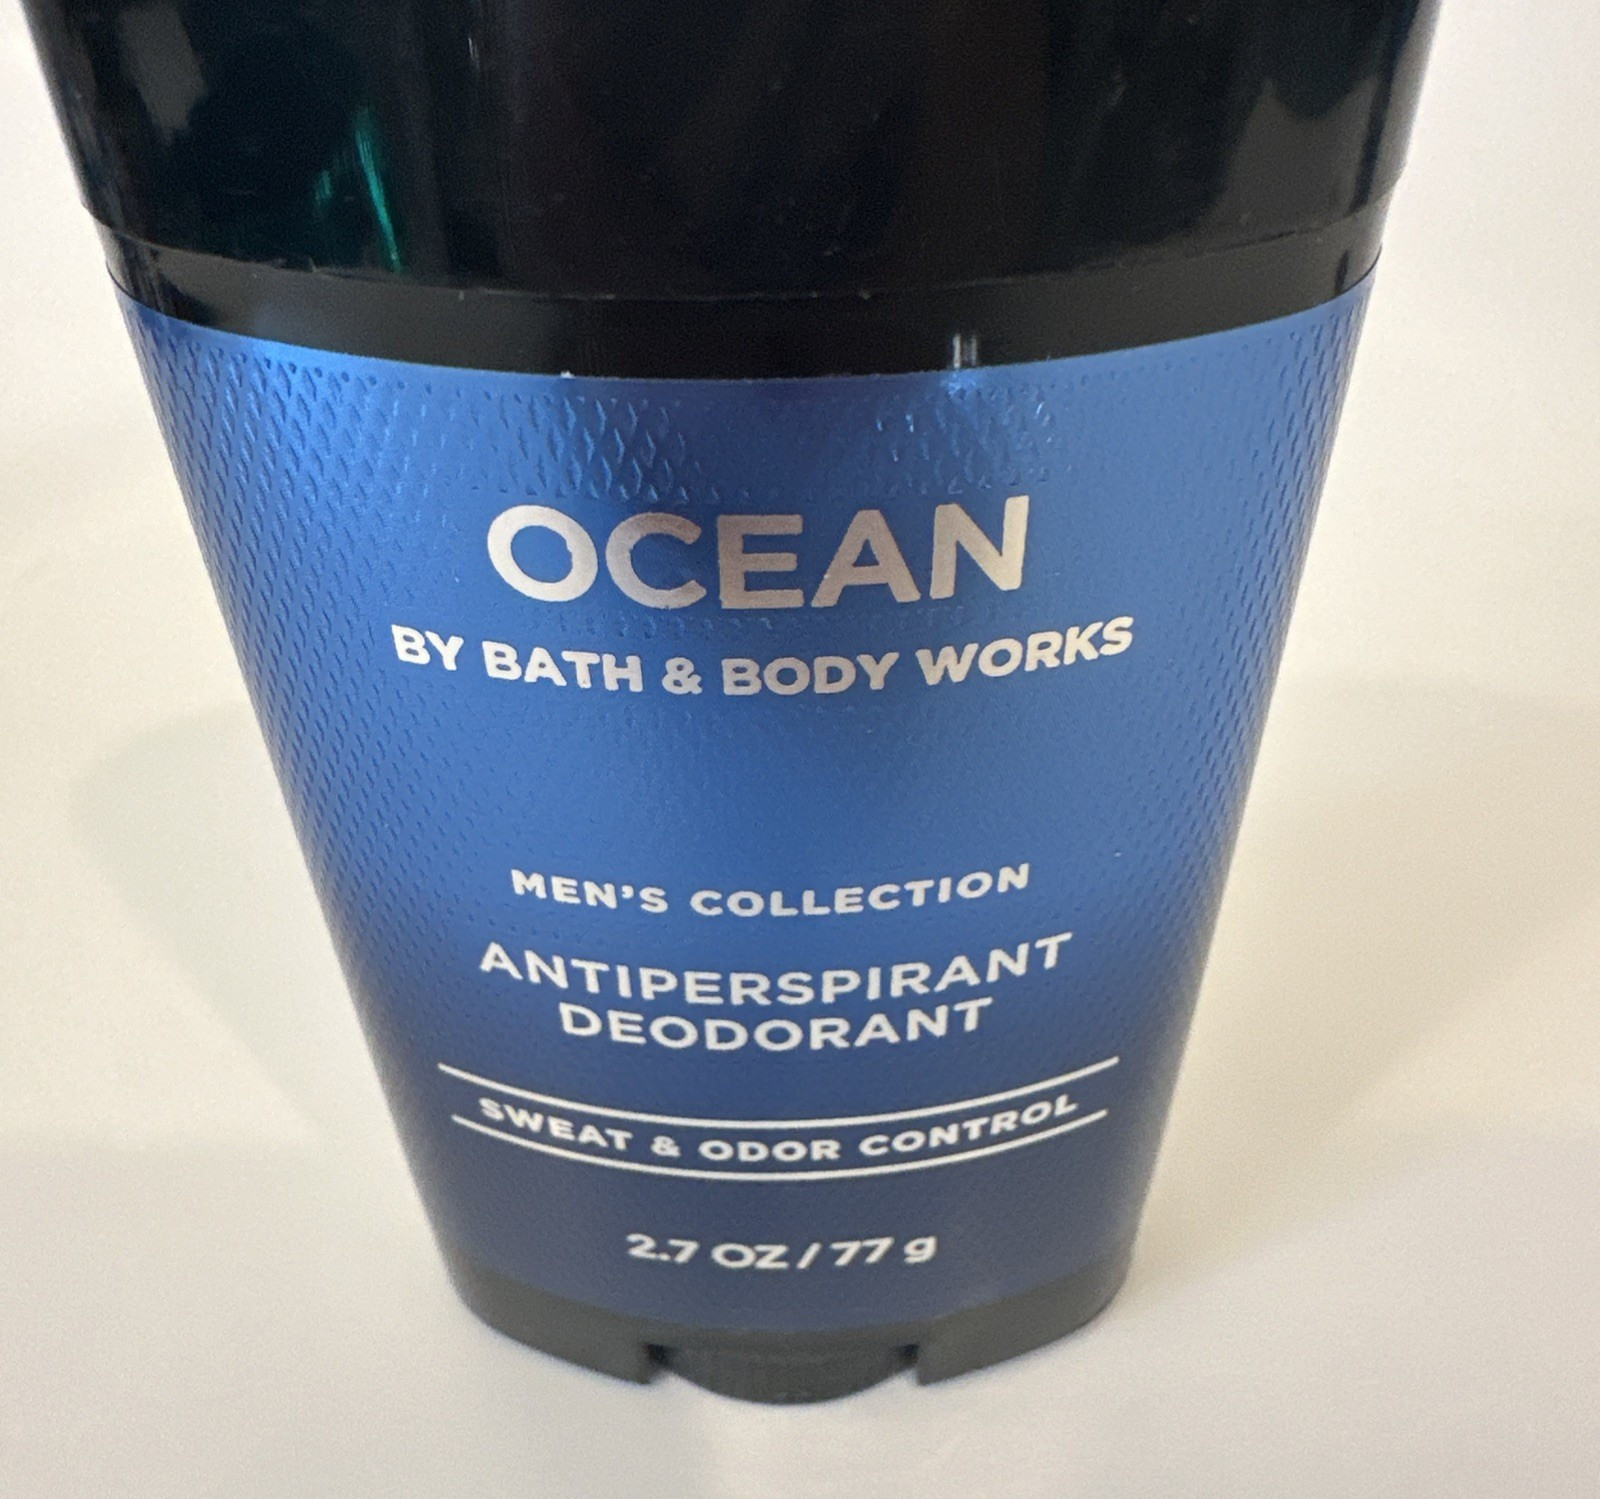 OCEAN
BY BATH & BODY WORKS
MEN'S COLLECTION
ANTIPERSPIRANT
DEODORANT
SWEAT & ODOR CONTROL
2.7 OZ / 77 g